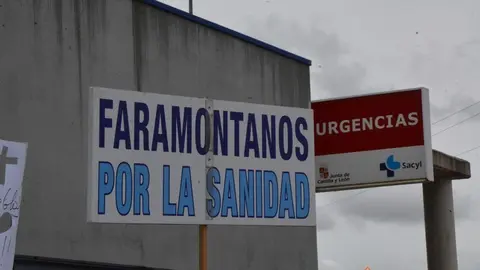 FARAMONTANOS
POR LA SANIDAD
URGENCIAS
Junta de
Castilla y León
Sacyl
!!